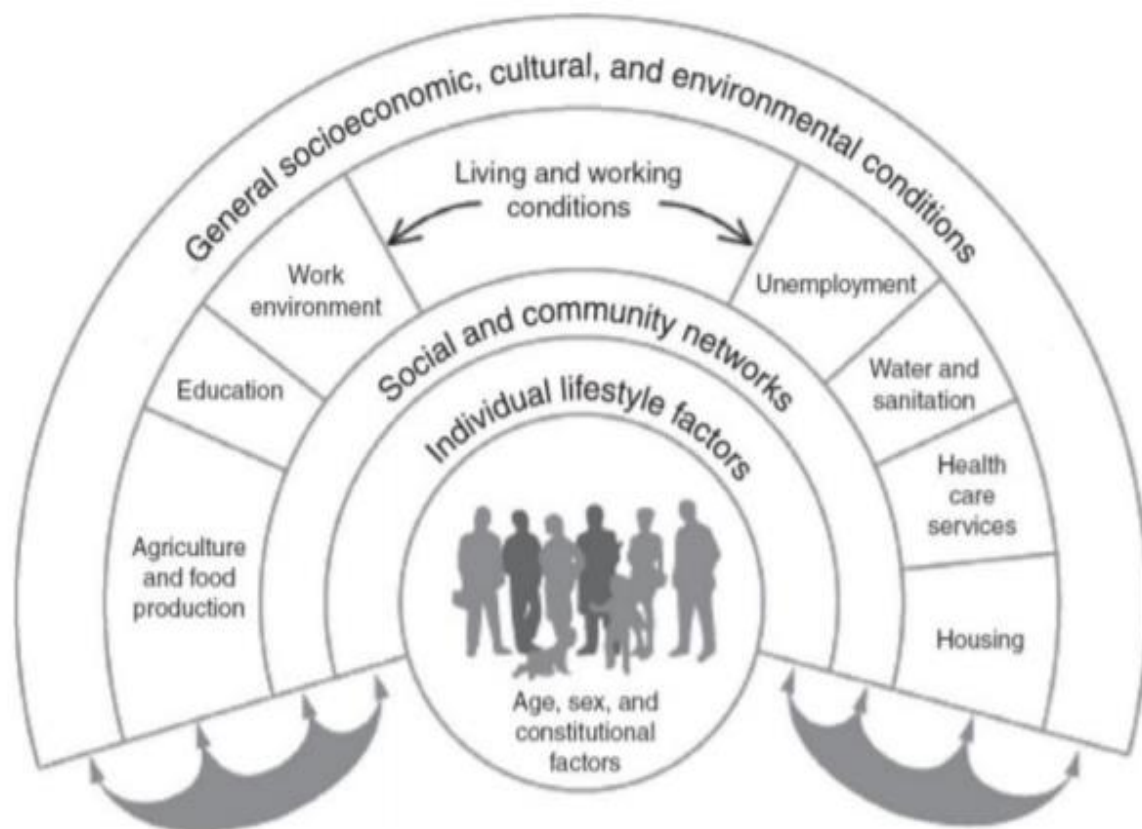 General socioeconomic, cultural, and environmental conditions
Living and working
conditions
Work
environment
Unemployment
Education
Water and
sanitation
Agriculture
and food
production
Health
care
services
Housing
Social and community networks
Individual lifestyle factors
Age, sex, and
constitutional
factors